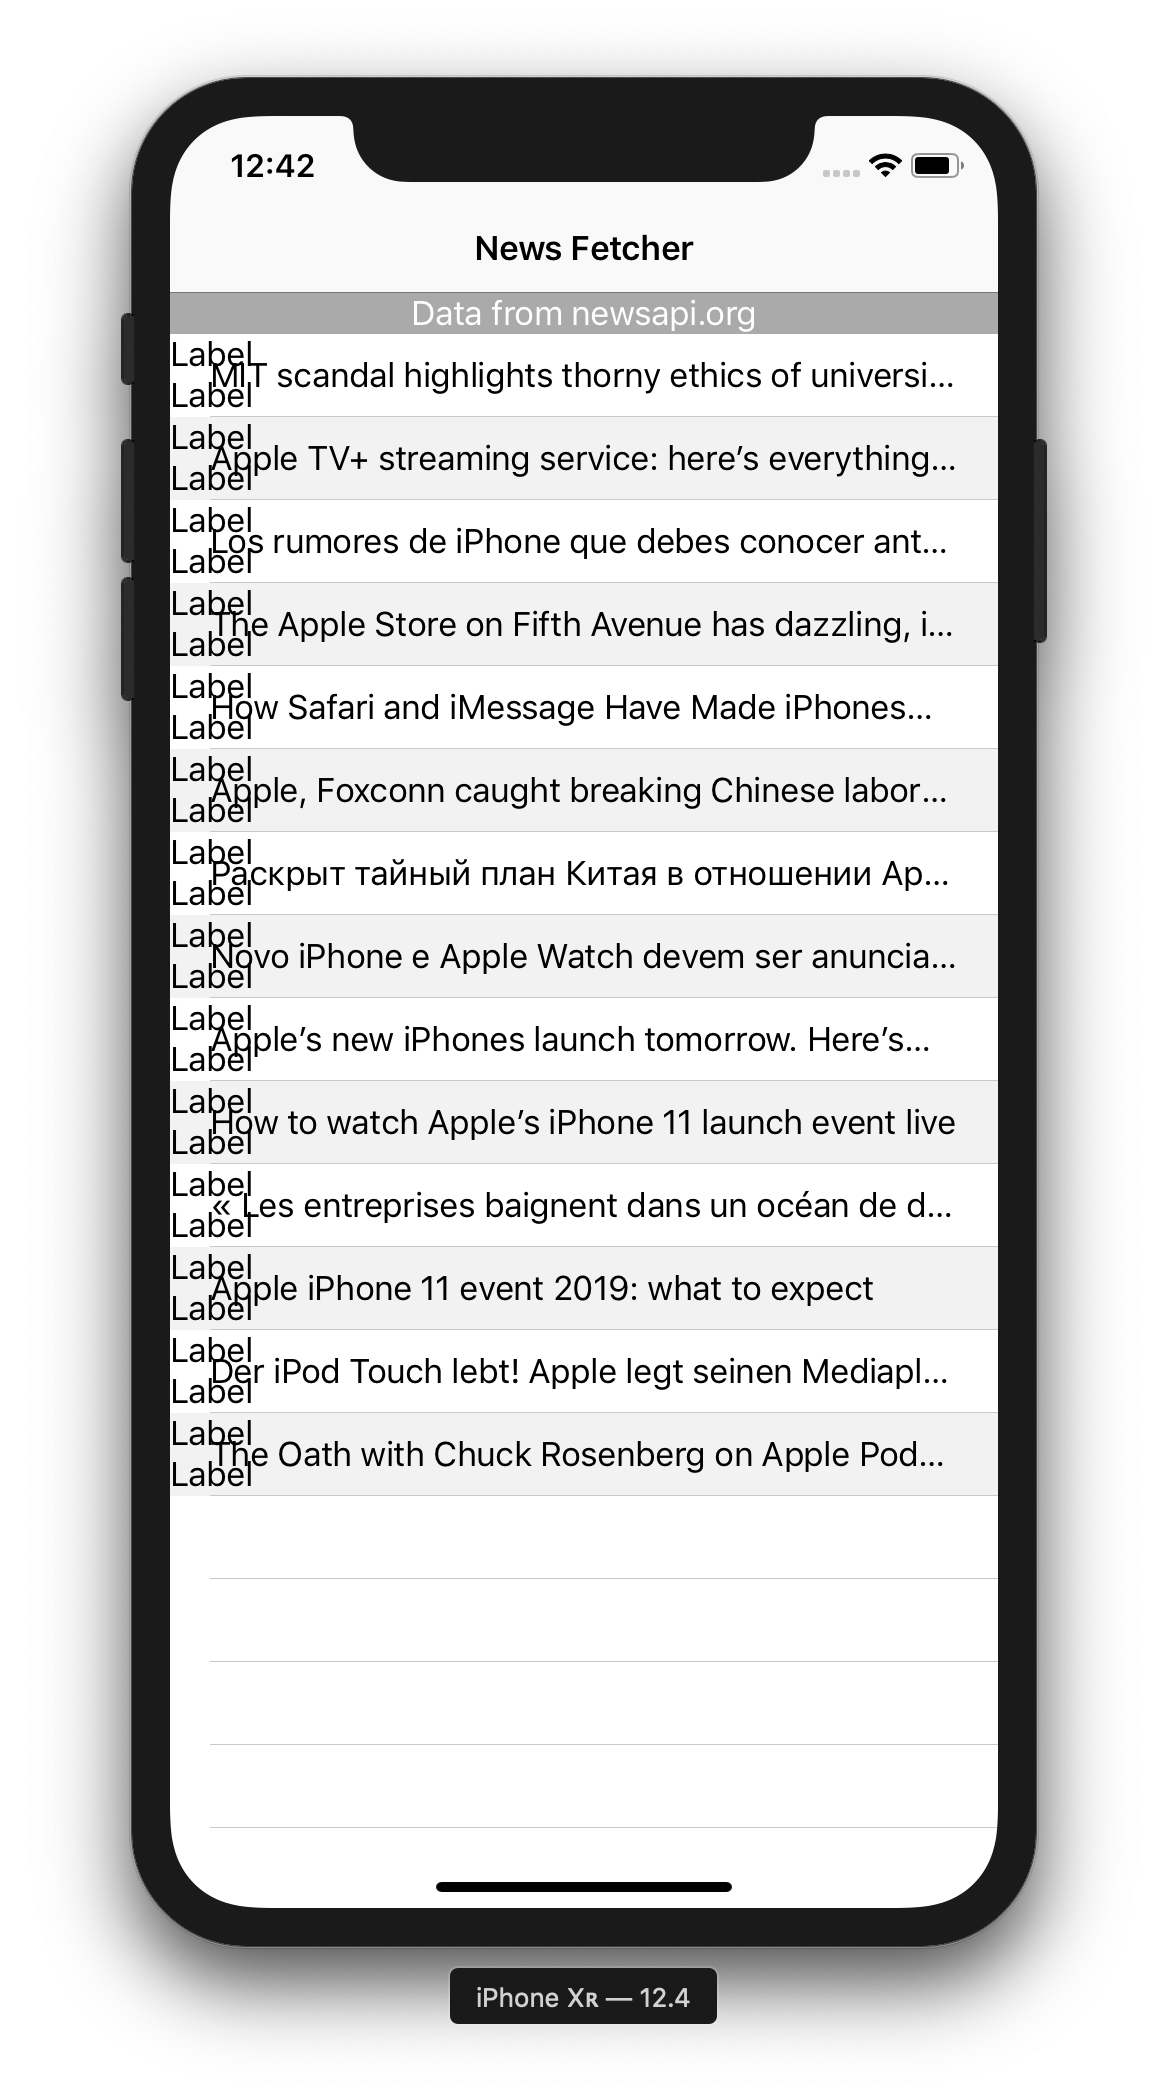 12:42
News Fetcher
Data from newsapi.org
Label
MIT scandal highlights thorny ethics of universi...
Label
Label
Apple TV+ streaming service: here’s everything...
Label
Label
Los rumores de iPhone que debes conocer ant...
Label
Label
The Apple Store on Fifth Avenue has dazzling, i...
Label
Label
How Safari and iMessage Have Made iPhones...
Label
Label
Apple, Foxconn caught breaking Chinese labor...
Label
Label
Раскрыт тайный план Китая в отношении Ap...
Label
Label
Novo iPhone e Apple Watch devem ser anuncia...
Label
Label
Apple’s new iPhones launch tomorrow. Here’s...
Label
Label
How to watch Apple’s iPhone 11 launch event live
Label
Label
« Les entreprises baignent dans un océan de d...
Label
Label
Apple iPhone 11 event 2019: what to expect
Label
Label
Der iPod Touch lebt! Apple legt seinen Mediapl...
Label
Label
The Oath with Chuck Rosenberg on Apple Pod...
Label
iPhone Xʀ — 12.4